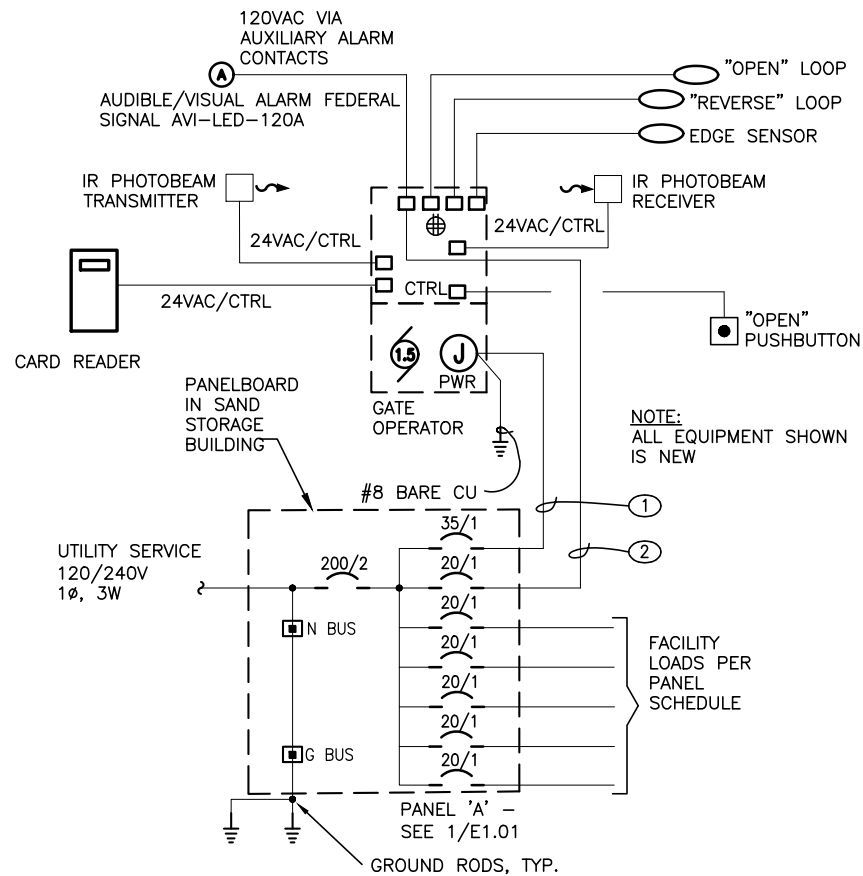 120VAC VIA
AUXILIARY ALARM
CONTACTS
A
AUDIBLE/VISUAL ALARM FEDERAL
SIGNAL AVI-LED-120A
"OPEN" LOOP
"REVERSE" LOOP
EDGE SENSOR
IR PHOTOBEAM
TRANSMITTER
IR PHOTOBEAM
RECEIVER
24VAC/CTRL
24VAC/CTRL
24VAC/CTRL
CTRL
CARD READER
"OPEN"
PUSHBUTTON
1.5
J
PWR
GATE
OPERATOR
PANELBOARD
IN SAND
STORAGE
BUILDING
NOTE:
ALL EQUIPMENT SHOWN
IS NEW
#8 BARE CU
1
2
UTILITY SERVICE
120/240V
1ø, 3W
200/2
35/1
20/1
20/1
20/1
20/1
20/1
20/1
N BUS
G BUS
FACILITY
LOADS PER
PANEL
SCHEDULE
PANEL 'A' -
SEE 1/E1.01
GROUND RODS, TYP.